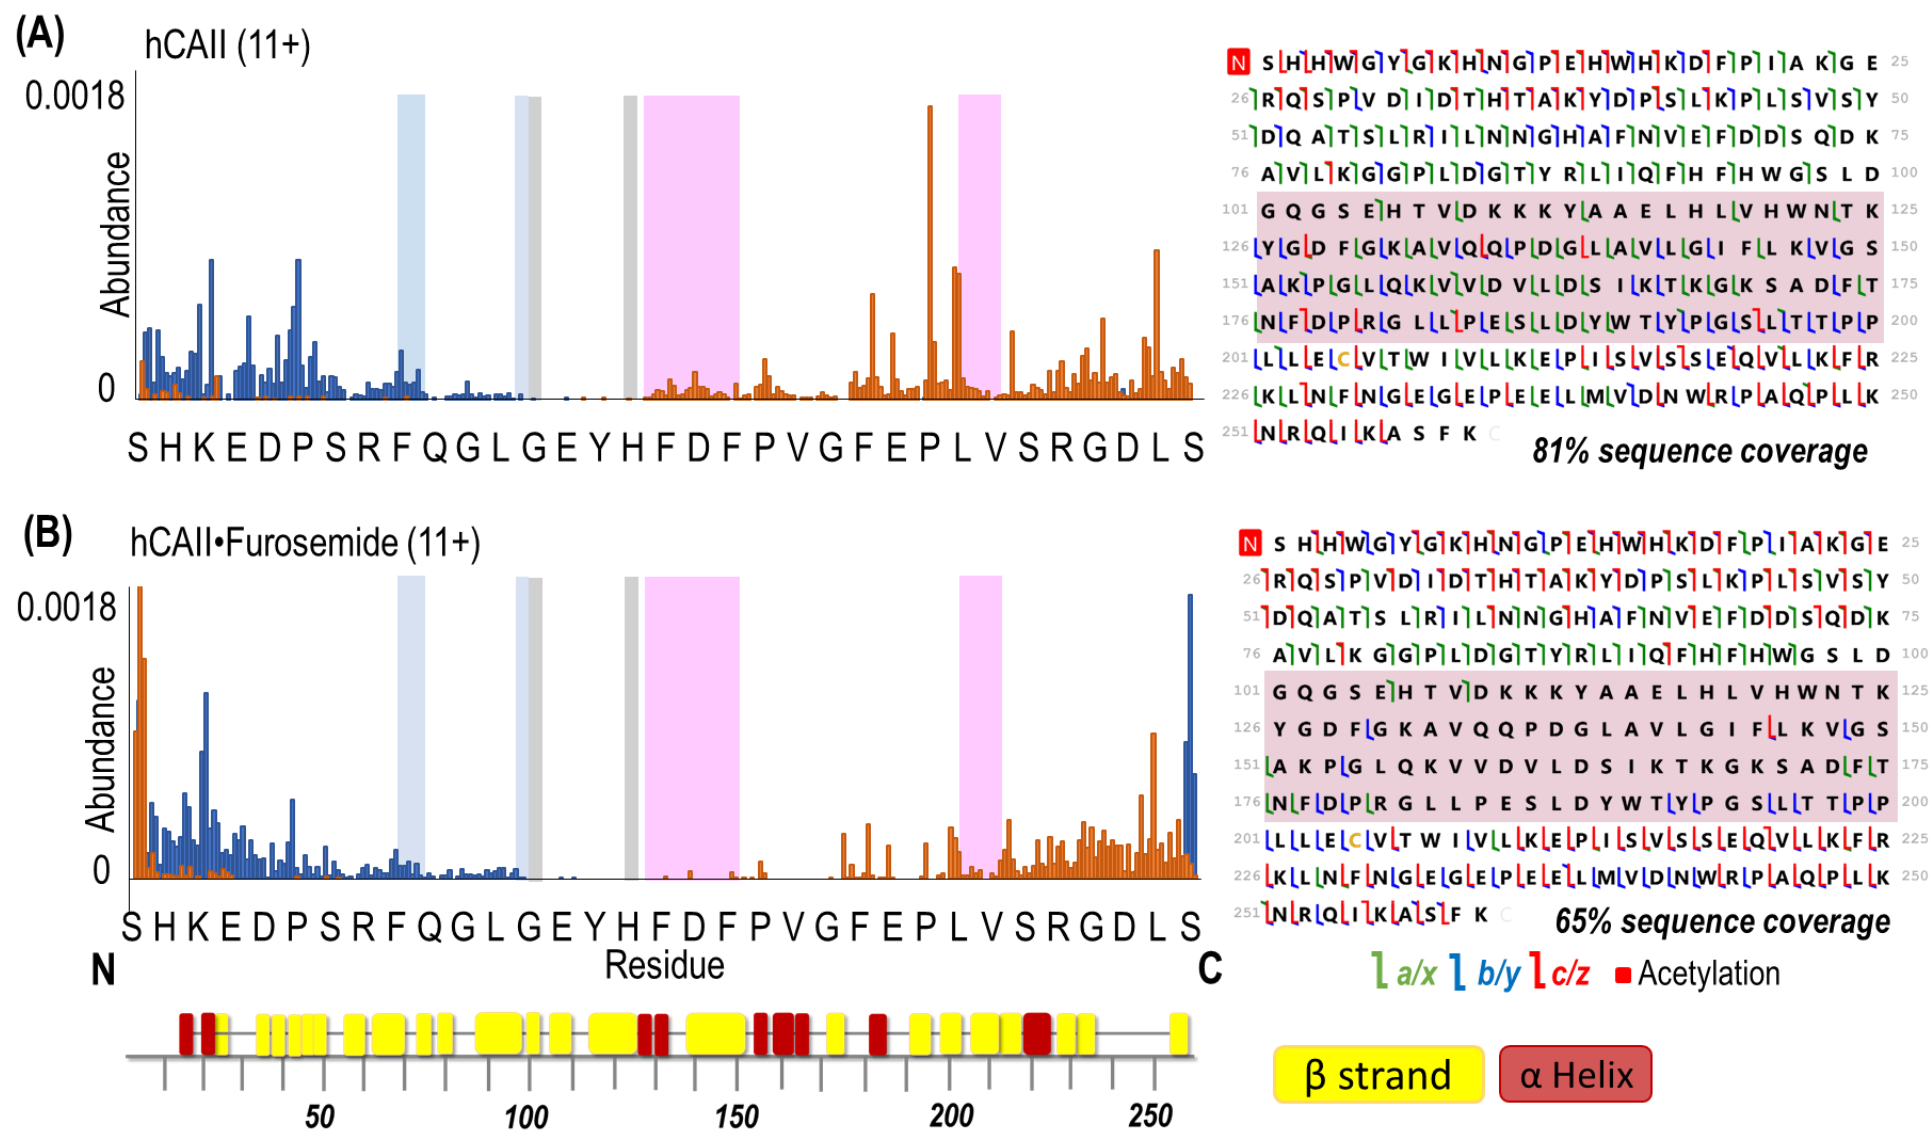 (A)
hCAII (11+)
0.0018
Abundance
0
S H K E D P S R F Q G L G E Y H F D F P V G F E P L V S R G D L S
N S H H W G Y G K H N G P E H W H K D F P I A K G E 25
26 R Q S P V D I D T H T A K Y D P S L K P L S V S Y 50
51 D Q A T S L R I L N N G H A F N V E F D D S Q D K 75
76 A V L K G G P L D G T Y R L I Q F H F H W G S L D 100
101 G Q G S E H T V D K K K Y A A E L H L V H W N T K 125
126 Y G D F G K A V Q Q P D G L A V L G I F L K V G S 150
151 A K P G L Q K V V D V L D S I K T K G K S A D F T 175
176 N F D P R G L L P E S L D Y W T Y P G S L T T P P 200
201 L L E C V T W I V L K E P I S V S S E Q V L K F R 225
226 K L N F N G E G E P E E L M V D N W R P A Q P L K 250
251 N R Q I K A S F K C
81% sequence coverage
(B)
hCAII•Furosemide (11+)
0.0018
Abundance
0
S H K E D P S R F Q G L G E Y H F D F P V G F E P L V S R G D L S
Residue
N S H H W G Y G K H N G P E H W H K D F P I A K G E 25
26 R Q S P V D I D T H T A K Y D P S L K P L S V S Y 50
51 D Q A T S L R I L N N G H A F N V E F D D S Q D K 75
76 A V L K G G P L D G T Y R L I Q F H F H W G S L D 100
101 G Q G S E H T V D K K K Y A A E L H L V H W N T K 125
126 Y G D F G K A V Q Q P D G L A V L G I F L K V G S 150
151 A K P G L Q K V V D V L D S I K T K G K S A D F T 175
176 N F D P R G L L P E S L D Y W T Y P G S L T T P P 200
201 L L E C V T W I V L K E P I S V S S E Q V L K F R 225
226 K L N F N G E G E P E E L M V D N W R P A Q P L K 250
251 N R Q I K A S F K C
65% sequence coverage
N
C
a/x b/y c/z Acetylation
50 100 150 200 250
β strand
α Helix